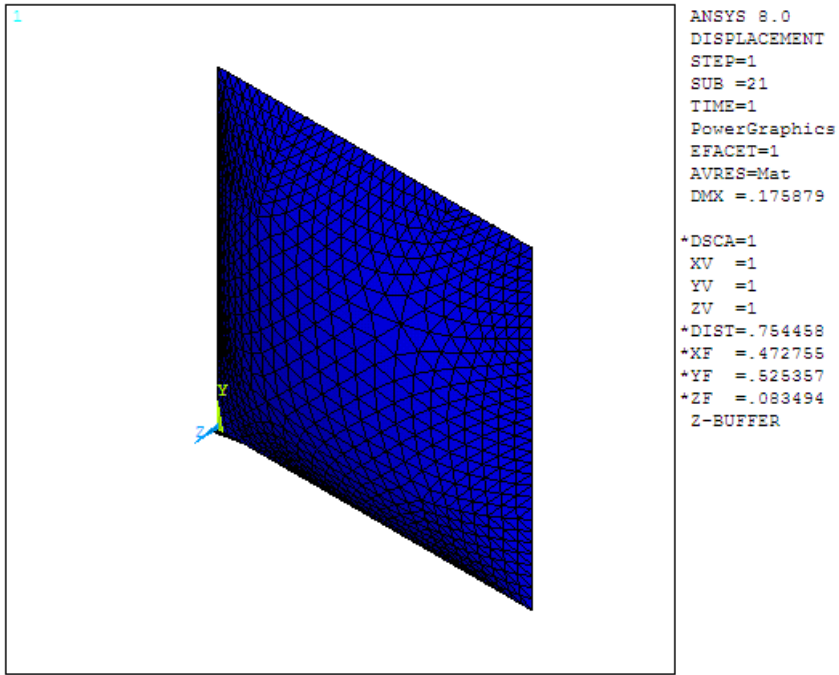 1
ANSYS 8.0
DISPLACEMENT
STEP=1
SUB =21
TIME=1
PowerGraphics
EFACET=1
AVRES=Mat
DMX =.175879
*DSCA=1
XV =1
YV =1
ZV =1
*DIST=.754458
*XF =.472755
*YF =.525357
*ZF =.083494
Z-BUFFER
Y
Z